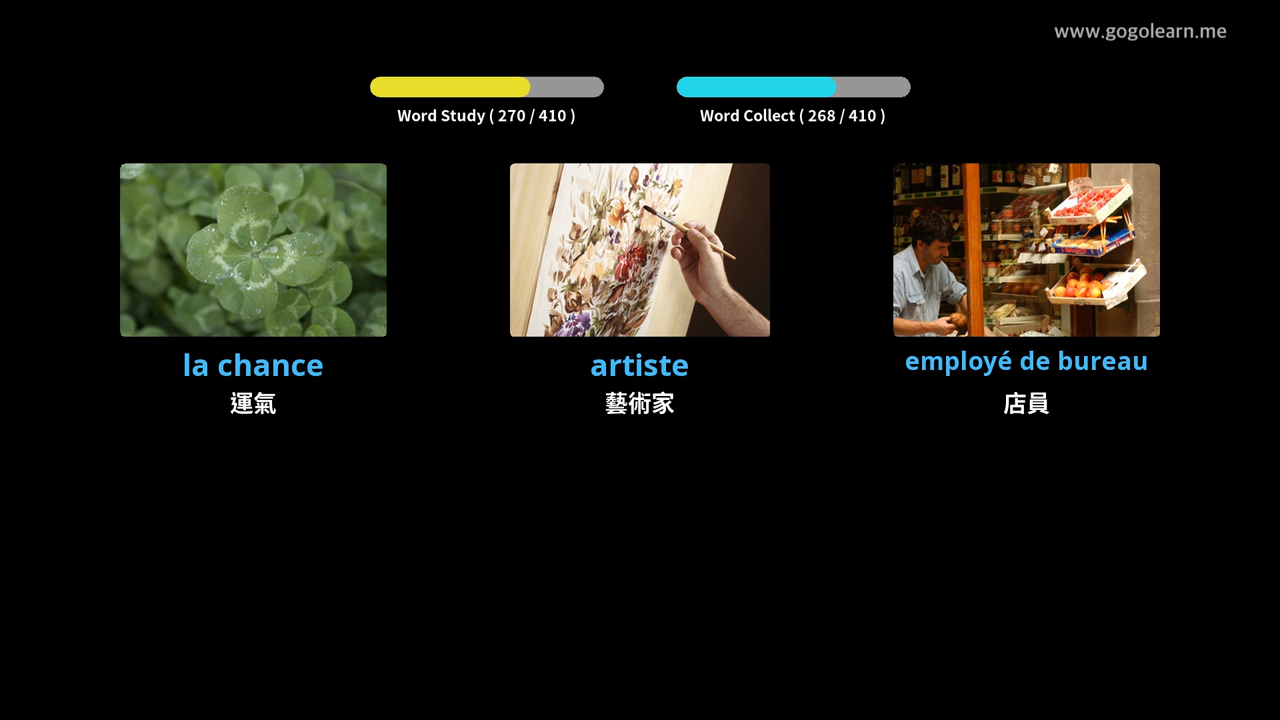 www.gogolearn.me
Word Study ( 270 / 410 )
Word Collect ( 268 / 410 )
la chance
運氣
artiste
藝術家
employé de bureau
店員